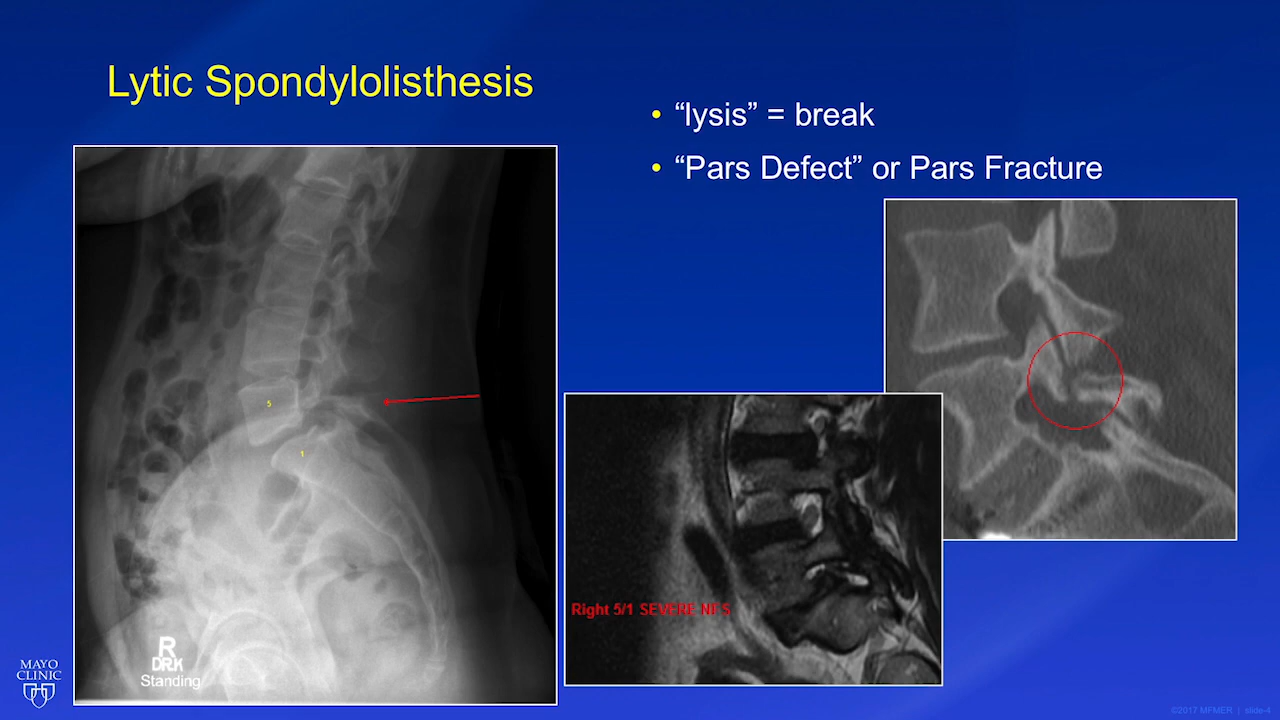 Lytic Spondylolisthesis
• “lysis” = break
• “Pars Defect” or Pars Fracture
5
1
Right 5/1 SEVERE NFS
R
DRK
Standing
MAYO
CLINIC
©2017 MFMER | slide-4